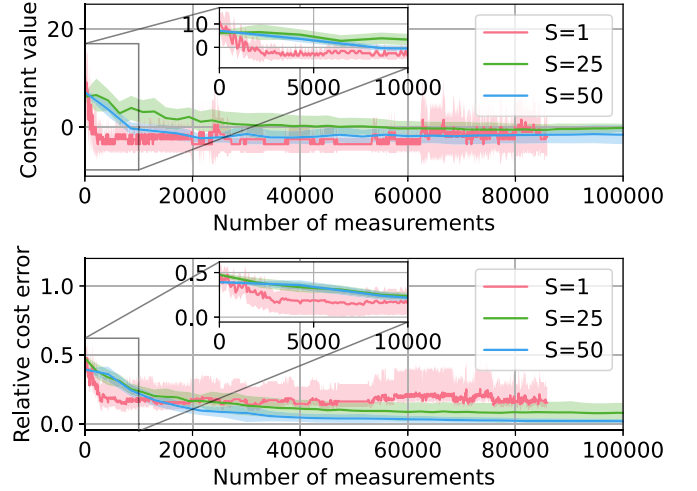 20
0
Constraint value
10
0
0
5000
10000
S=1
S=25
S=50
0
20000
40000
60000
80000
100000
Number of measurements
1.0
0.5
0.0
Relative cost error
0.5
0.0
0
5000
10000
S=1
S=25
S=50
0
20000
40000
60000
80000
100000
Number of measurements